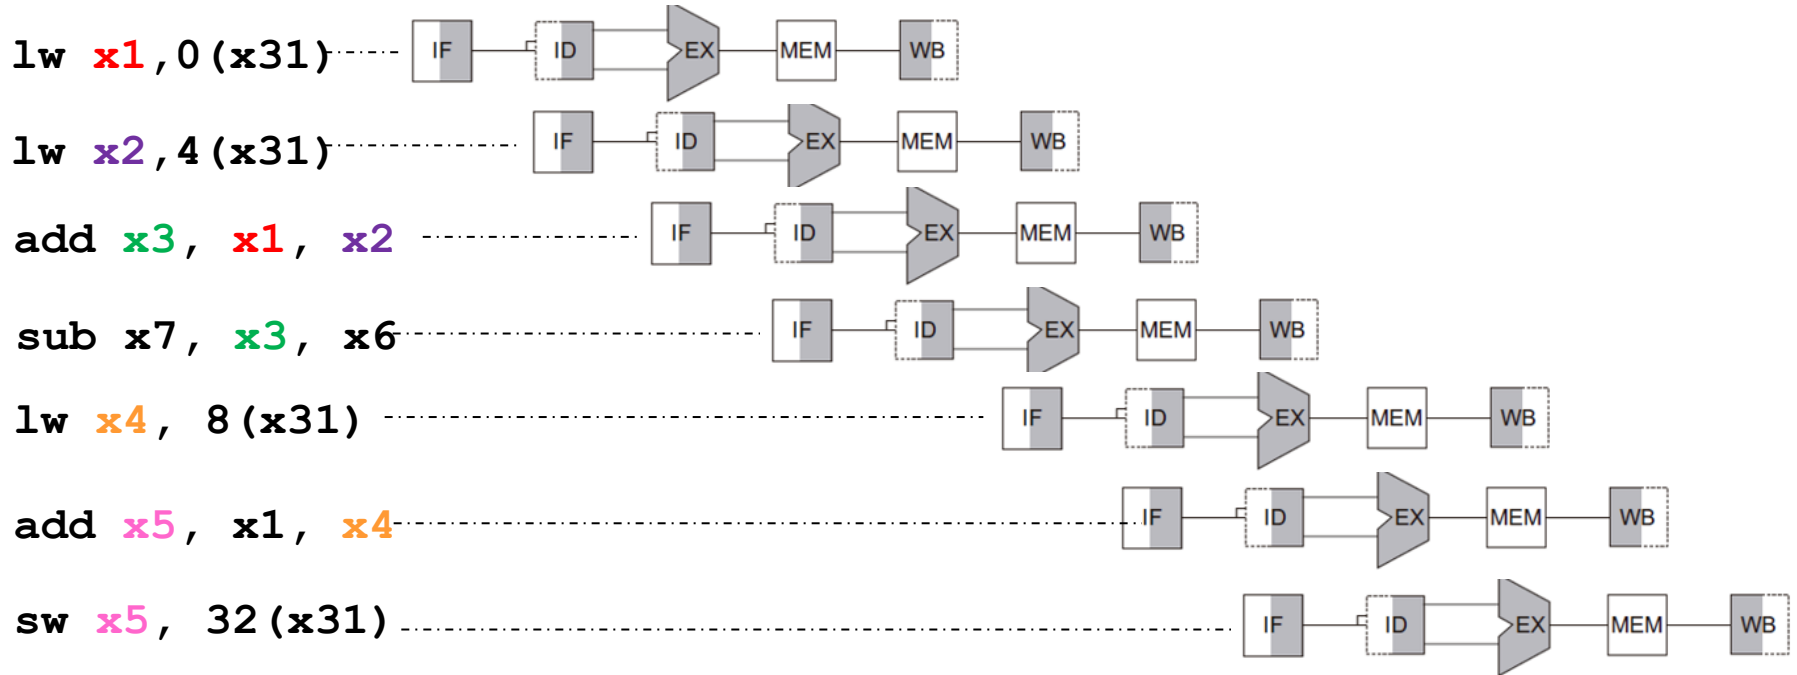 lw x1,0(x31) IF ID EX MEM WB
lw x2,4(x31) IF ID EX MEM WB
add x3, x1, x2 IF ID EX MEM WB
sub x7, x3, x6 IF ID EX MEM WB
lw x4, 8(x31) IF ID EX MEM WB
add x5, x1, x4 IF ID EX MEM WB
sw x5, 32(x31) IF ID EX MEM WB